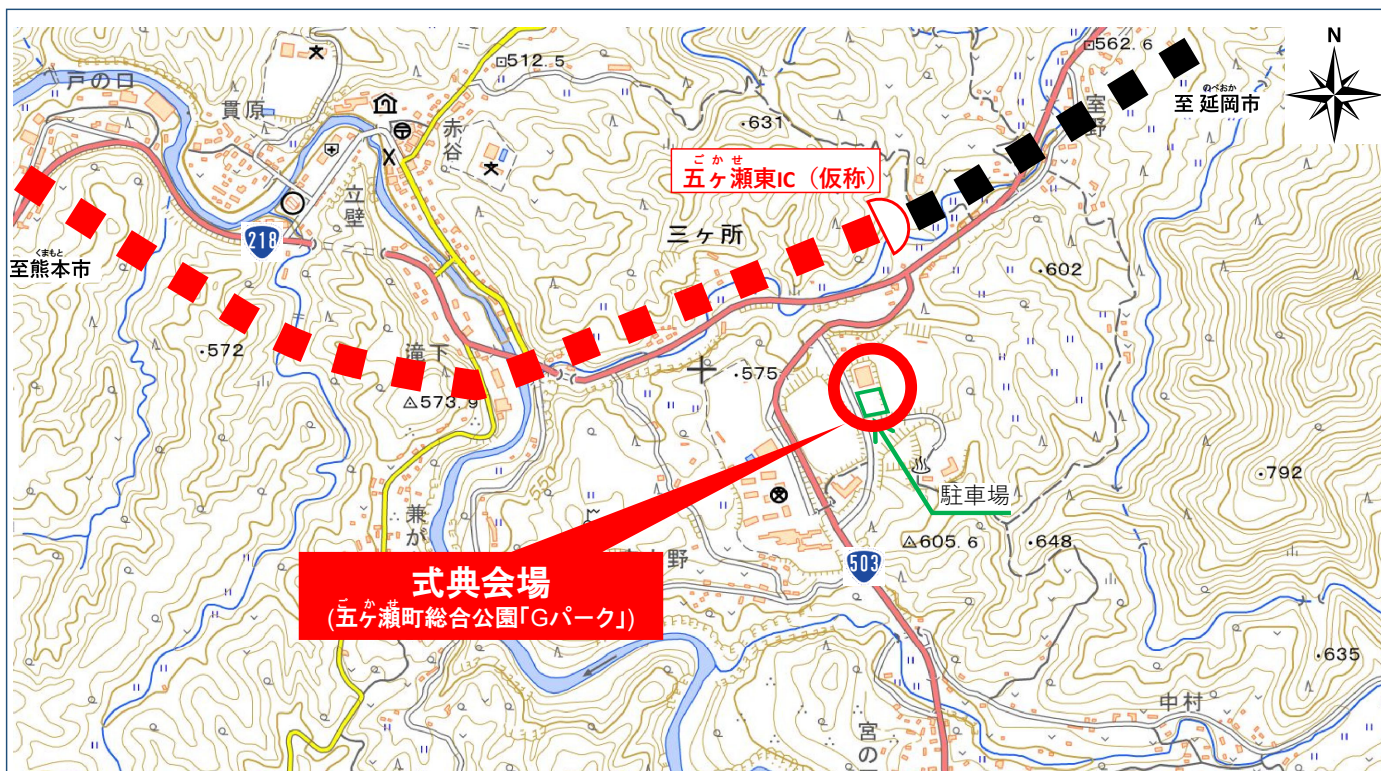 N
・562.6
512.5
戸の口
貫原
赤谷
・631
室野
のべおか
至 延岡市
ごかせ
五ヶ瀬東IC（仮称）
立壁
218
三ヶ所
くまもと
至熊本市
・602
・572
滝下
・575
573.9
・792
駐車場
兼が
605.6
・648
野
503
式典会場
ごかせ
(五ヶ瀬町総合公園「Gパーク」)
・635
中村
宮の